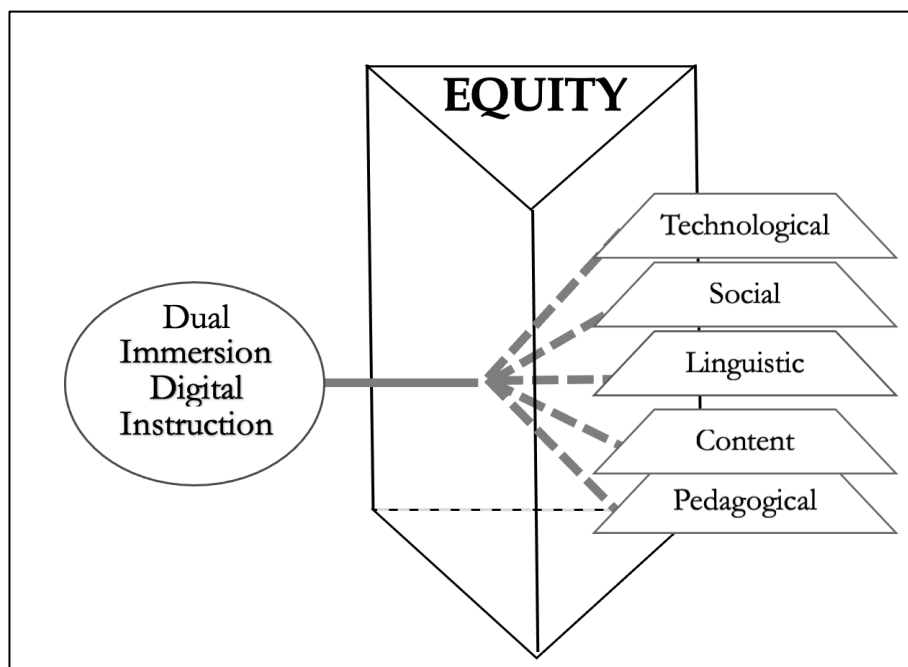 EQUITY
Technological
Social
Dual
Immersion
Digital
Instruction
Linguistic
Content
Pedagogical